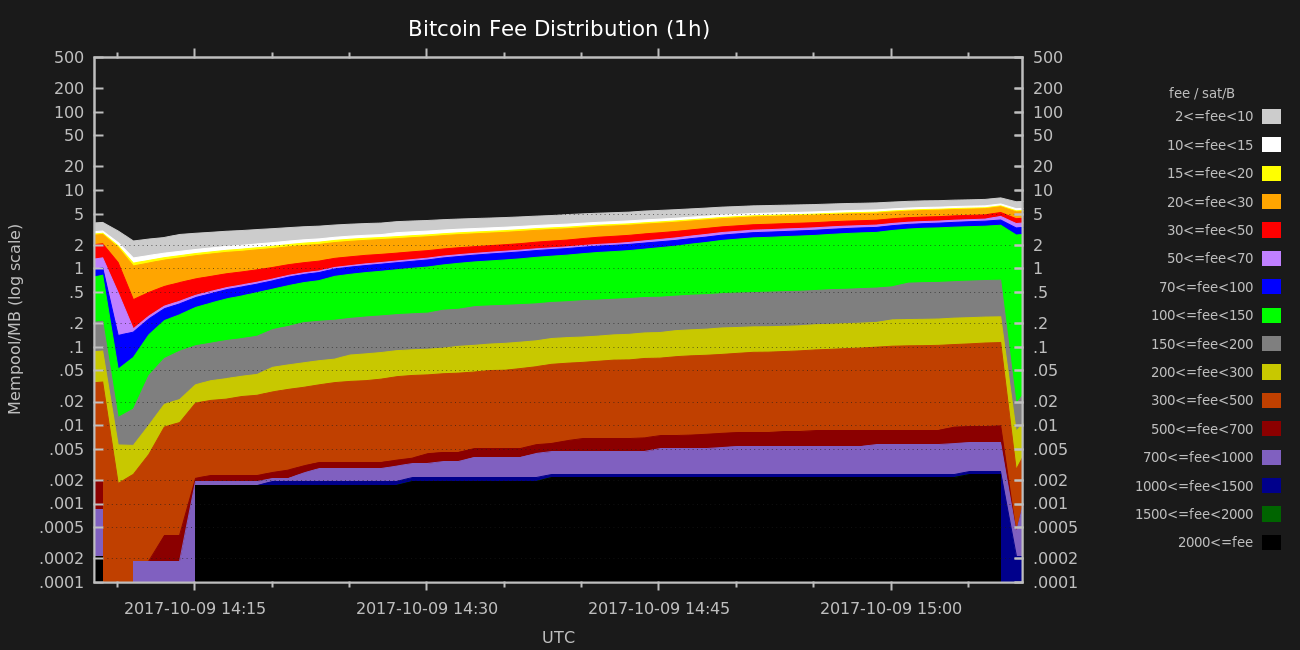 Bitcoin Fee Distribution (1h)
Mempool/MB (log scale)
500
200
100
50
20
10
5
2
1
.5
.2
.1
.05
.02
.01
.005
.002
.001
.0005
.0002
.0001
500
200
100
50
20
10
5
2
1
.5
.2
.1
.05
.02
.01
.005
.002
.001
.0005
.0002
.0001
2017-10-09 14:15 2017-10-09 14:30 2017-10-09 14:45 2017-10-09 15:00
UTC
fee / sat/B
2<=fee<10
10<=fee<15
15<=fee<20
20<=fee<30
30<=fee<50
50<=fee<70
70<=fee<100
100<=fee<150
150<=fee<200
200<=fee<300
300<=fee<500
500<=fee<700
700<=fee<1000
1000<=fee<1500
1500<=fee<2000
2000<=fee